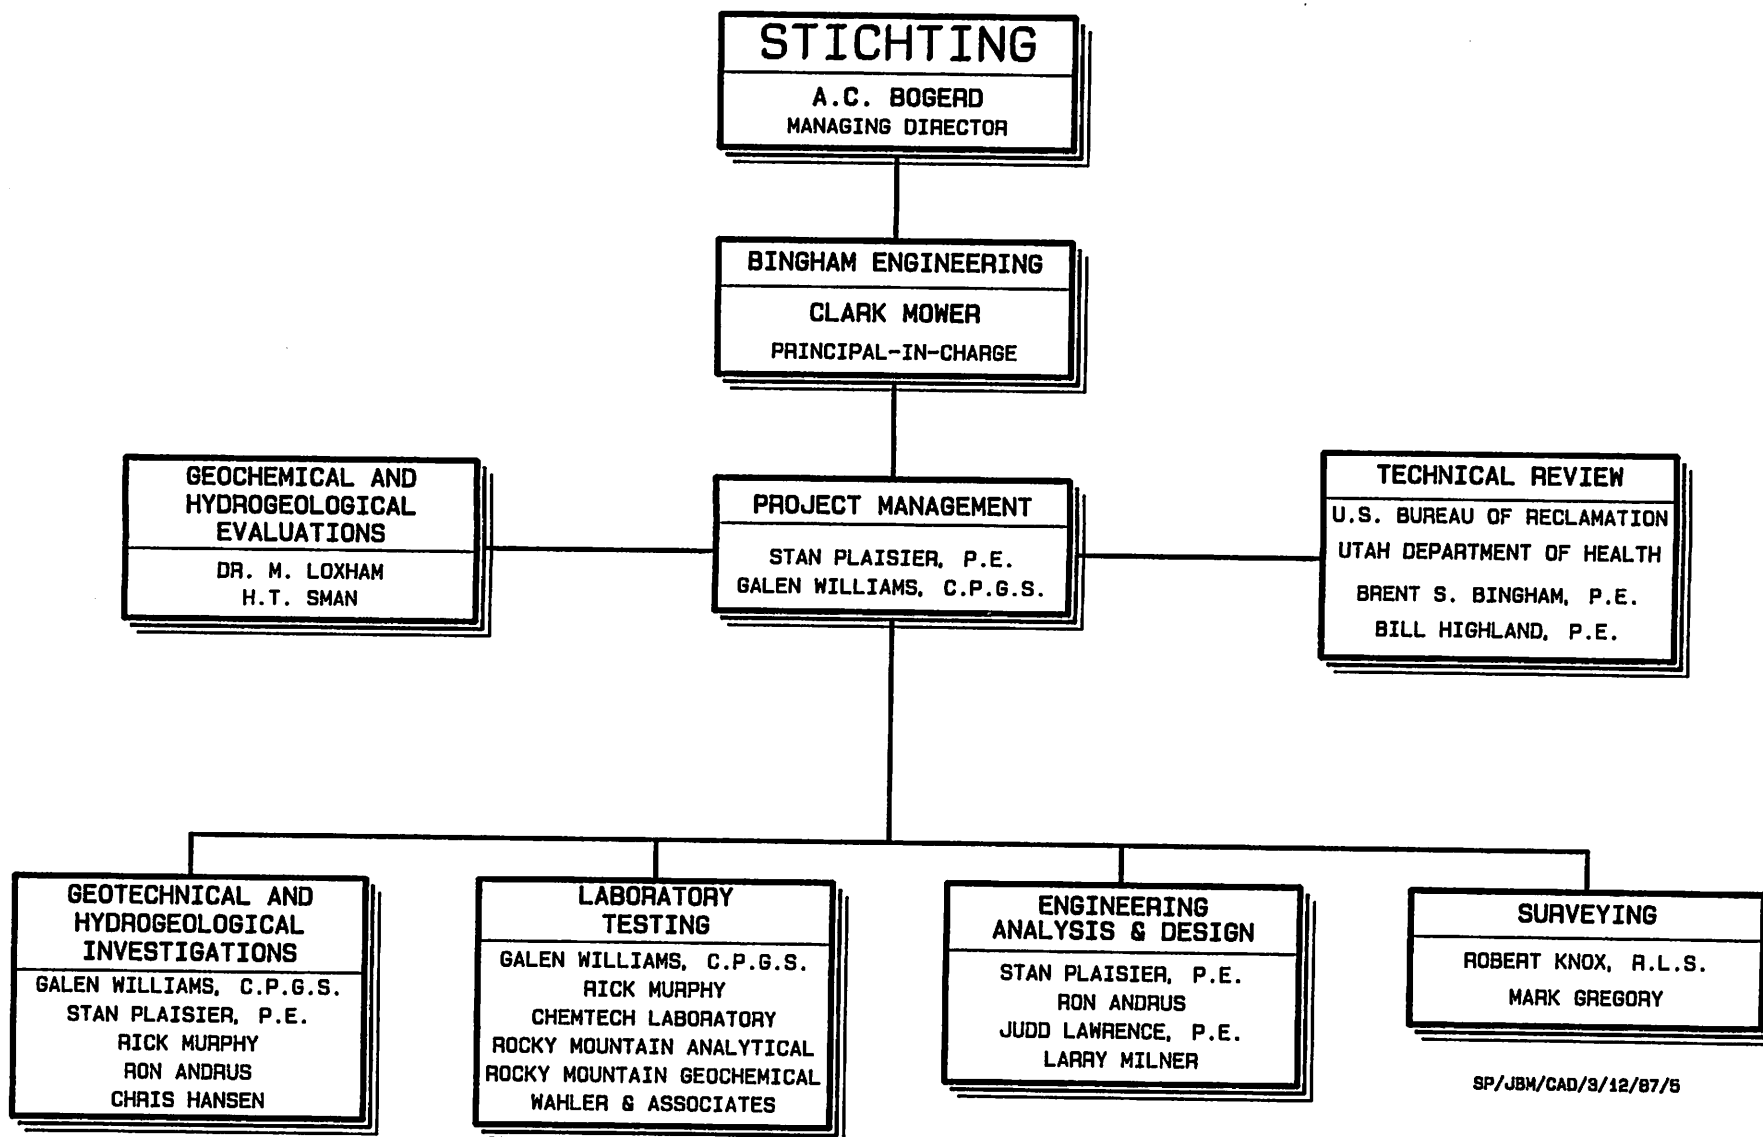 STICHTING
A.C. BOGERD
MANAGING DIRECTOR
BINGHAM ENGINEERING
CLARK MOWER
PRINCIPAL-IN-CHARGE
GEOCHEMICAL AND
HYDROGEOLOGICAL
EVALUATIONS
DR. M. LOXHAM
H.T. SMAN
PROJECT MANAGEMENT
STAN PLAISIER, P.E.
GALEN WILLIAMS, C.P.G.S.
TECHNICAL REVIEW
U.S. BUREAU OF RECLAMATION
UTAH DEPARTMENT OF HEALTH
BRENT S. BINGHAM, P.E.
BILL HIGHLAND, P.E.
GEOTECHNICAL AND
HYDROGEOLOGICAL
INVESTIGATIONS
GALEN WILLIAMS, C.P.G.S.
STAN PLAISIER, P.E.
RICK MURPHY
RON ANDRUS
CHRIS HANSEN
LABORATORY
TESTING
GALEN WILLIAMS, C.P.G.S.
RICK MURPHY
CHEMTECH LABORATORY
ROCKY MOUNTAIN ANALYTICAL
ROCKY MOUNTAIN GEOCHEMICAL
WAHLER & ASSOCIATES
ENGINEERING
ANALYSIS & DESIGN
STAN PLAISIER, P.E.
RON ANDRUS
JUDD LAWRENCE, P.E.
LARRY MILNER
SURVEYING
ROBERT KNOX, R.L.S.
MARK GREGORY
SP/JBM/CAD/3/12/87/5